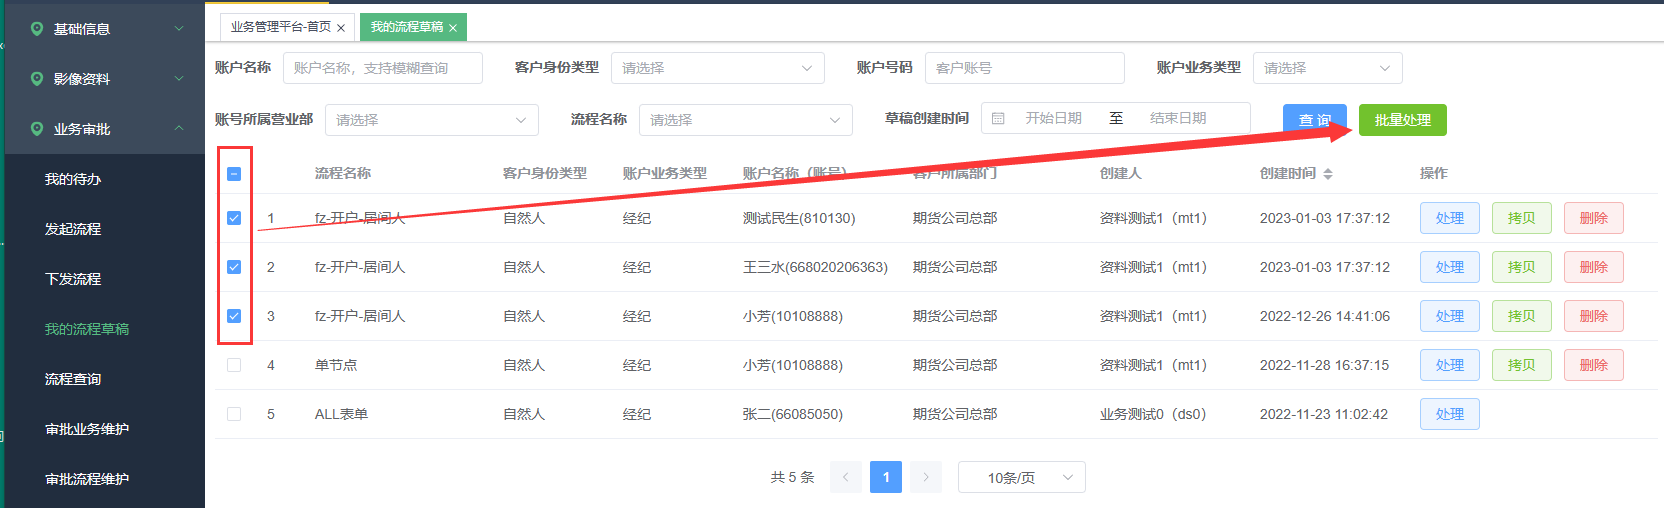 基础信息
影像资料
业务审批
我的待办
发起流程
下发流程
我的流程草稿
流程查询
审批业务维护
审批流程维护
业务管理平台-首页 ×
我的流程草稿 ×
账户名称 账户名称，支持模糊查询 客户身份类型 请选择 账户号码 客户账号 账户业务类型 请选择
账号所属营业部 请选择 流程名称 请选择 草稿创建时间 开始日期 至 结束日期 查 询 批量处理
流程名称 客户身份类型 账户业务类型 账户名称（账号） 客户所属部门 创建人 创建时间 操作
1 fz-开户-居间人 自然人 经纪 测试民生(810130) 期货公司总部 资料测试1（mt1） 2023-01-03 17:37:12 处理 拷贝 删除
2 fz-开户-居间人 自然人 经纪 王三水(668020206363) 期货公司总部 资料测试1（mt1） 2023-01-03 17:37:12 处理 拷贝 删除
3 fz-开户-居间人 自然人 经纪 小芳(10108888) 期货公司总部 资料测试1（mt1） 2022-12-26 14:41:06 处理 拷贝 删除
4 单节点 自然人 经纪 小芳(10108888) 期货公司总部 资料测试1（mt1） 2022-11-28 16:37:15 处理 拷贝 删除
5 ALL表单 自然人 经纪 张二(66085050) 期货公司总部 业务测试0（ds0） 2022-11-23 11:02:42 处理
共 5 条 1 10条/页